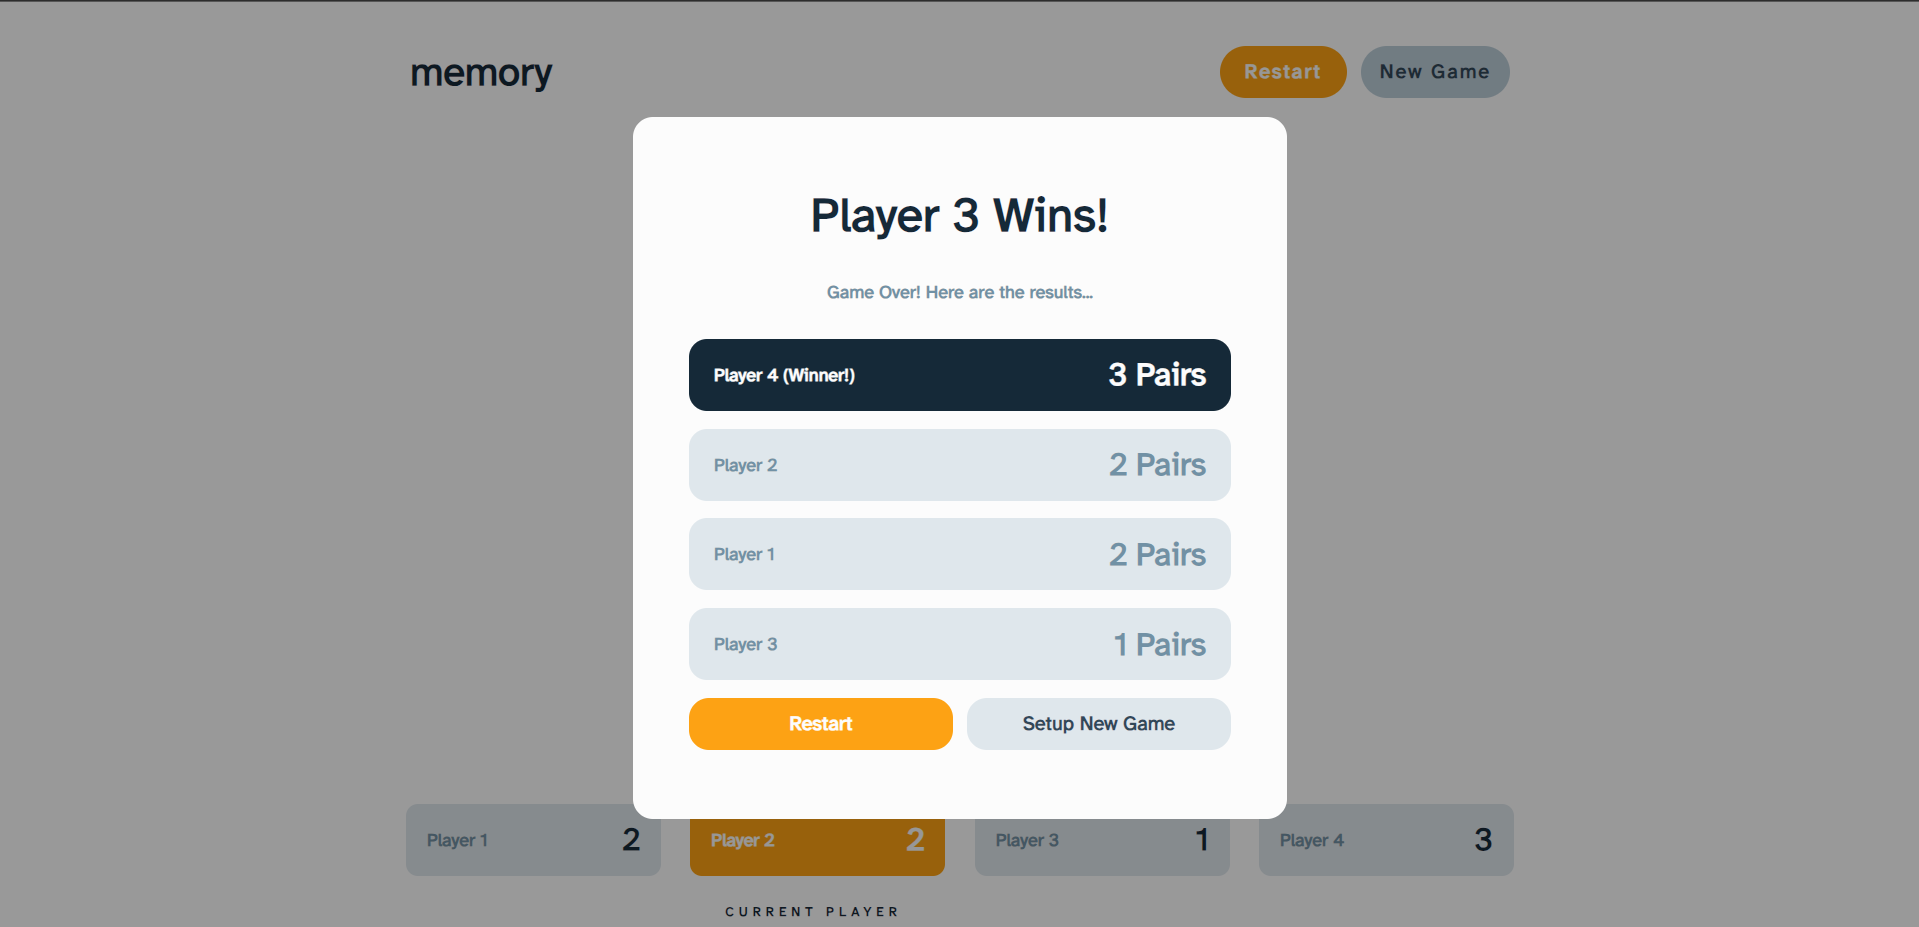 memory
Restart
New Game
Player 3 Wins!
Game Over! Here are the results...
Player 4 (Winner!) 3 Pairs
Player 2 2 Pairs
Player 1 2 Pairs
Player 3 1 Pairs
Restart
Setup New Game
Player 1 2
Player 2 2
Player 3 1
Player 4 3
CURRENT PLAYER